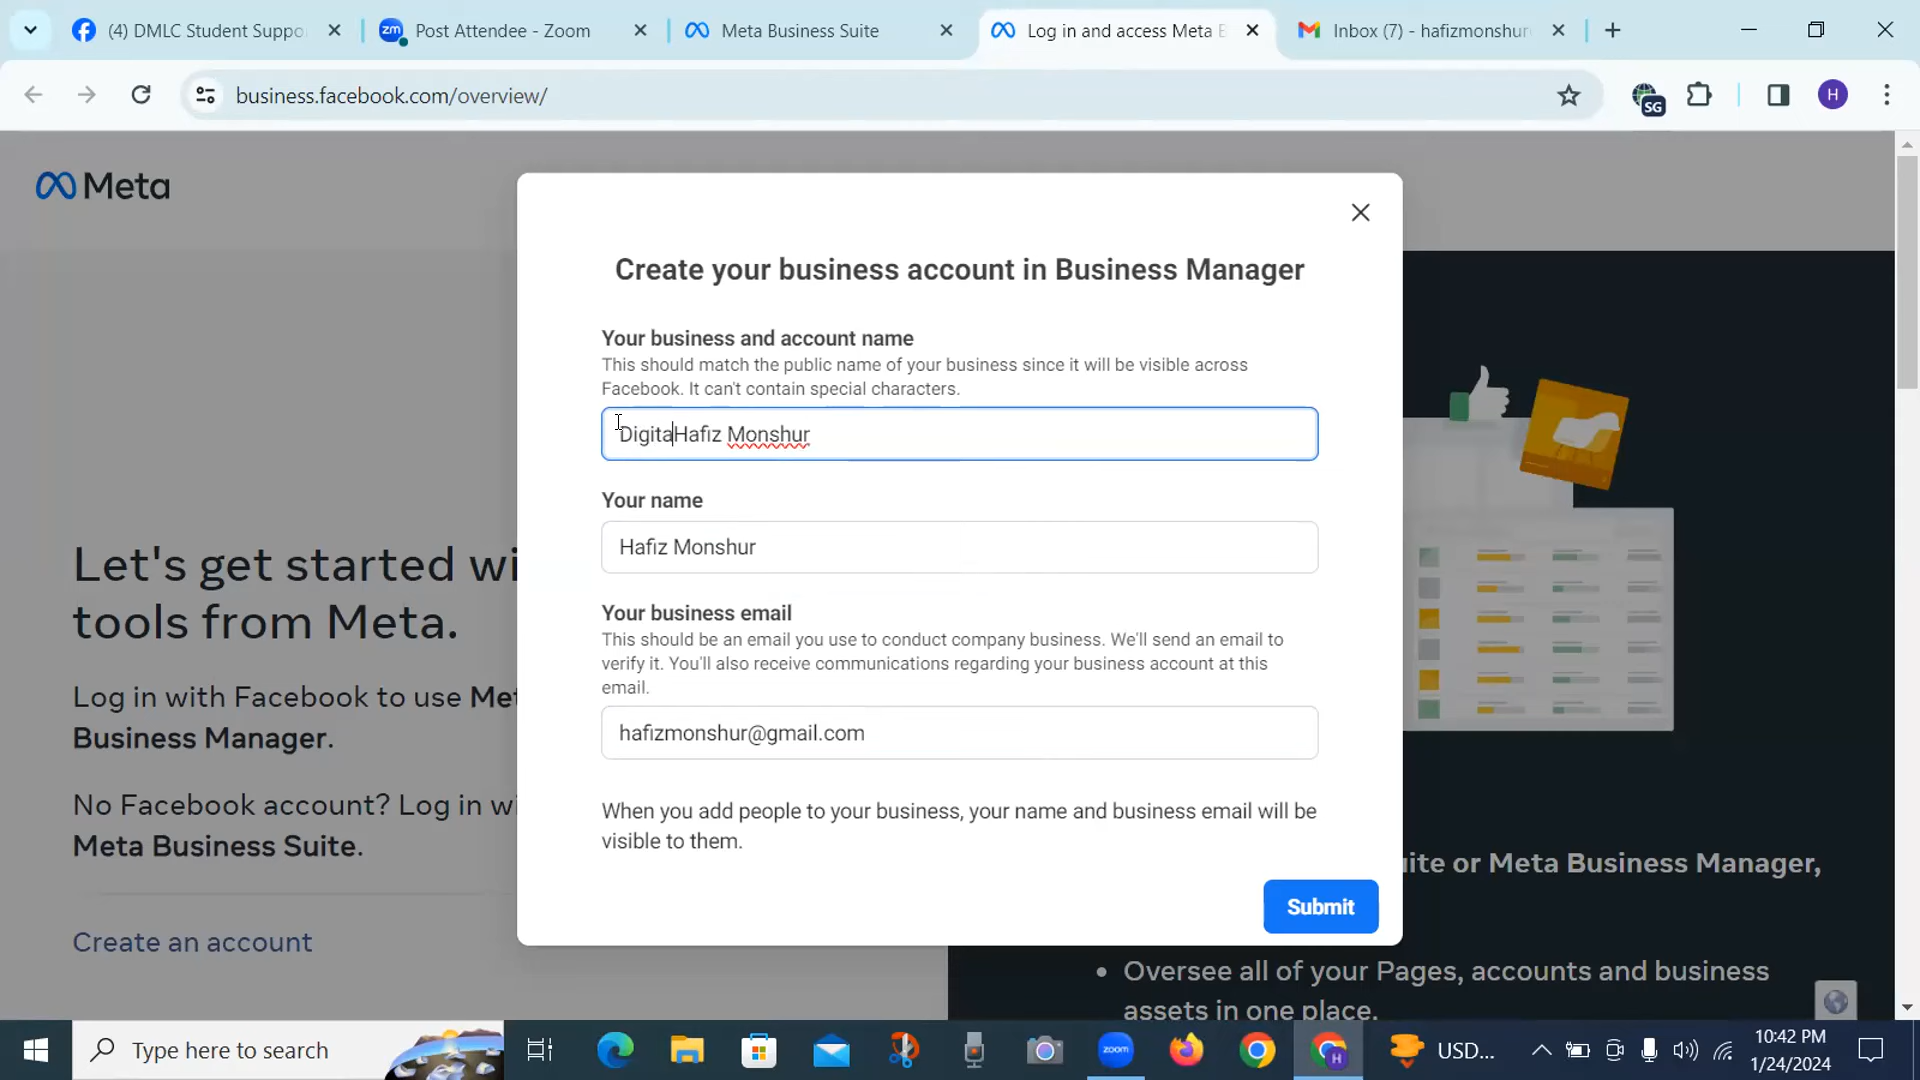 (4) DMLC Student Suppo
Post Attendee - Zoom
Meta Business Suite
Log in and access Meta B
Inbox (7) - hafizmonshur
business.facebook.com/overview/
SG
H
Meta
Create your business account in Business Manager
Your business and account name
This should match the public name of your business since it will be visible across
Facebook. It can't contain special characters.
DigitaHafiz Monshur
Your name
Hafiz Monshur
Your business email
This should be an email you use to conduct company business. We'll send an email to
verify it. You'll also receive communications regarding your business account at this
email.
hafizmonshur@gmail.com
When you add people to your business, your name and business email will be
visible to them.
Submit
Let's get started wi
tools from Meta.
Log in with Facebook to use Met
Business Manager.
No Facebook account? Log in wi
Meta Business Suite.
Create an account
ite or Meta Business Manager,
• Oversee all of your Pages, accounts and business
assets in one place.
Type here to search
zoom
H
USD...
10:42 PM
1/24/2024